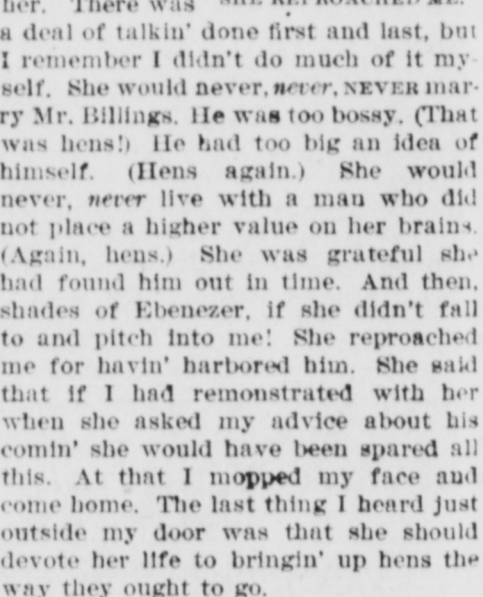 her. There was SHE REPROACHED ME.
a deal of talkin' done first and last, but
I remember I didn't do much of it my-
self. She would never, never, NEVER mar-
ry Mr. Billings. He was too bossy. (That
was hens!) He had too big an idea of
himself. (Hens again.) She would
never, never live with a man who did
not place a higher value on her brains.
(Again, hens.) She was grateful she
had found him out in time. And then,
shades of Ebenezer, if she didn't fall
to and pitch into me! She reproached
me for havin' harbored him. She said
that if I had remonstrated with her
when she asked my advice about his
comin' she would have been spared all
this. At that I mopped my face and
come home. The last thing I heard just
outside my door was that she should
devote her life to bringin' up hens the
way they ought to go.